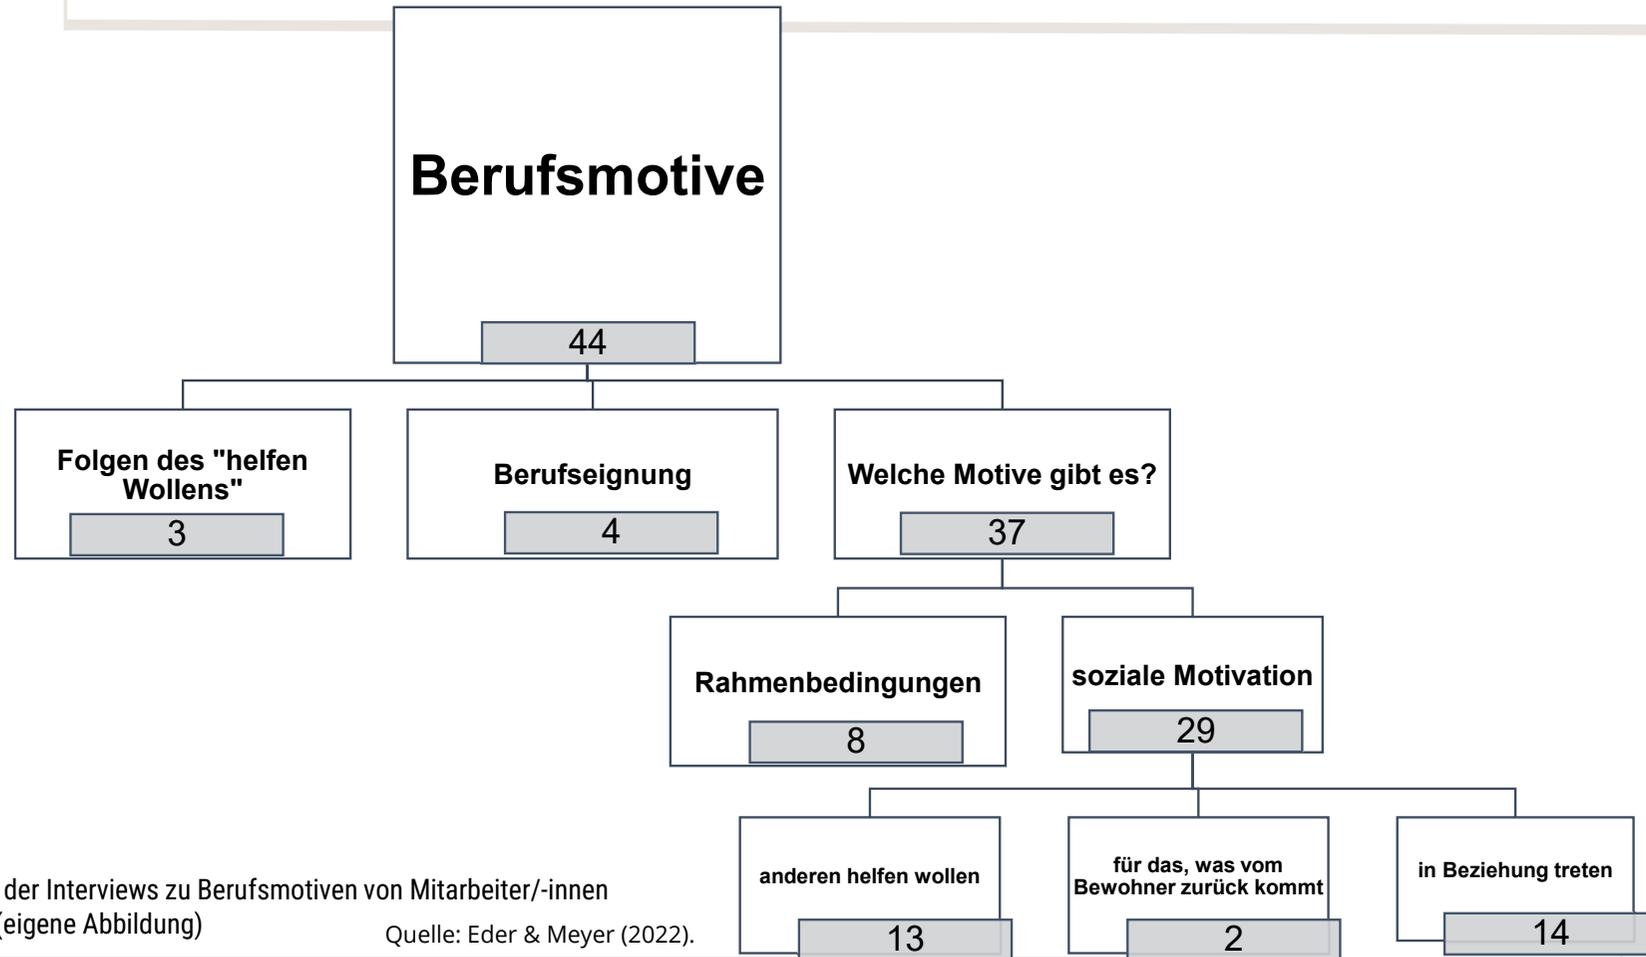 Berufsmotive
44
Folgen des "helfen
Wollens"
3
Berufseignung
4
Welche Motive gibt es?
37
Rahmenbedingungen
8
soziale Motivation
29
anderen helfen wollen
13
für das, was vom
Bewohner zurück kommt
2
in Beziehung treten
14
der Interviews zu Berufsmotiven von Mitarbeiter/-innen
(eigene Abbildung)
Quelle: Eder & Meyer (2022).